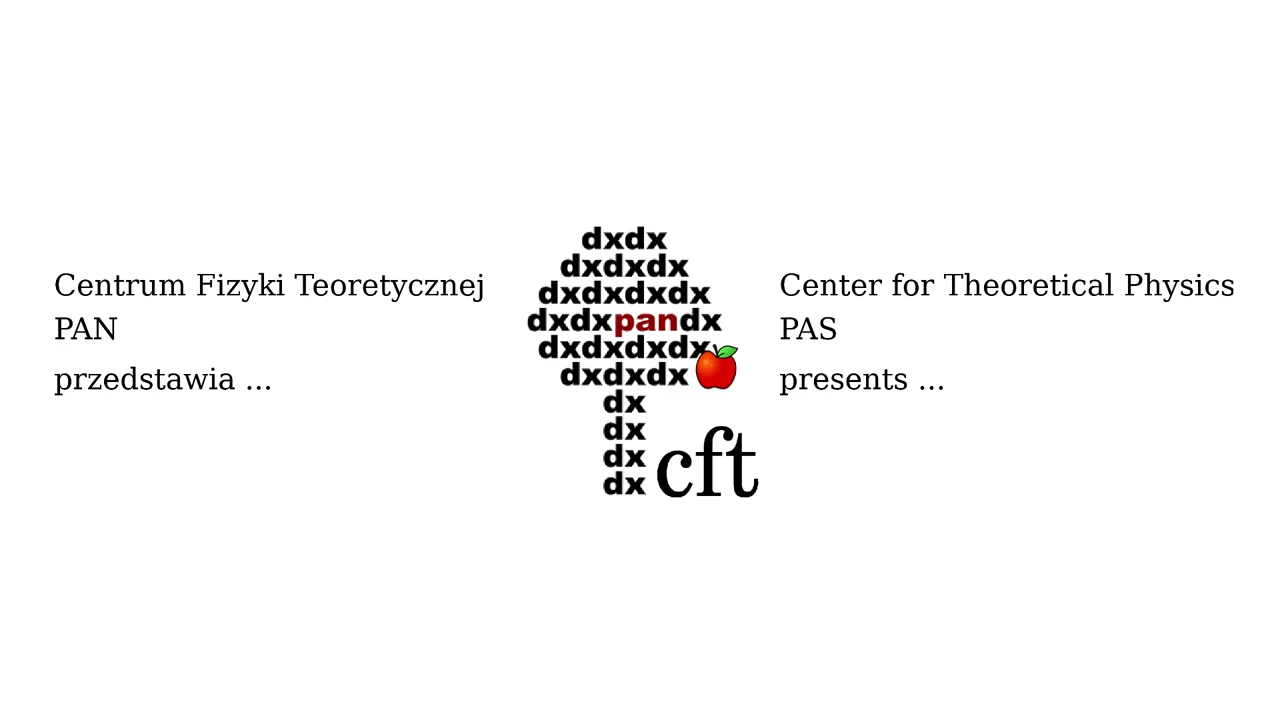 Centrum Fizyki Teoretycznej
PAN
przedstawia ...
dxdx
dxdxdx
dxdxdxdx
dxdxpandx
dxdxdxdx
dxdxdx
dx
dx
dx
dx
cft
Center for Theoretical Physics
PAS
presents ...